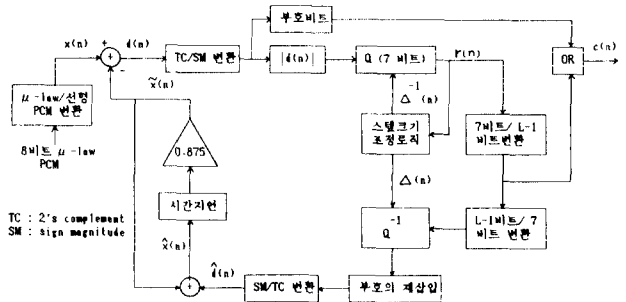 부호비트
x(n)
+
d(n)
TC/SM 변환
|d(n)|
Q (7 비트)
r(n)
OR
c(n)
+
-
x̃(n)
μ-law/선형
PCM 변환
8비트 μ-law
PCM
0.875
Δ⁻¹(n)
스텝크기
조정로직
7비트/ L-1
비트변환
Δ(n)
시간지연
TC : 2's complement
SM : sign magnitude
x̂(n)
Q⁻¹
L-1비트/ 7
비트 변환
d̂(n)
+
SM/TC 변환
부호의 재삽입